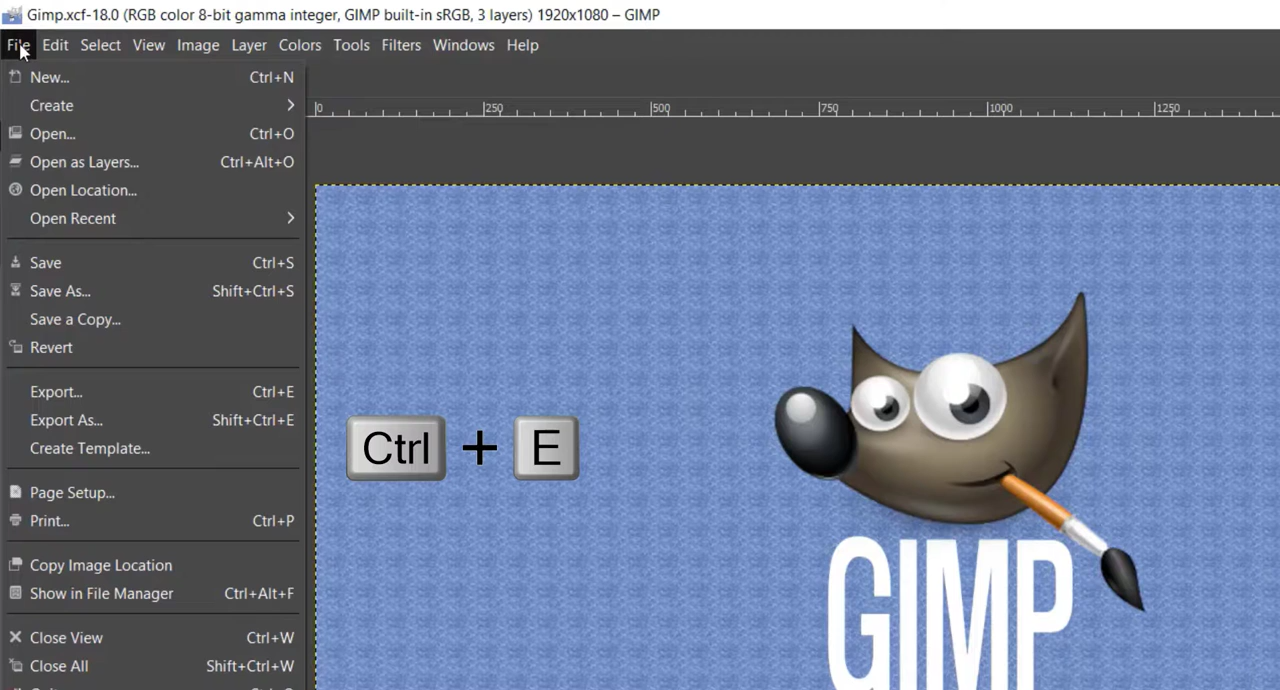 Gimp.xcf-18.0 (RGB color 8-bit gamma integer, GIMP built-in sRGB, 3 layers) 1920x1080 – GIMP
File Edit Select View Image Layer Colors Tools Filters Windows Help
New... Ctrl+N
Create
Open... Ctrl+O
Open as Layers... Ctrl+Alt+O
Open Location...
Open Recent
Save Ctrl+S
Save As... Shift+Ctrl+S
Save a Copy...
Revert
Export... Ctrl+E
Export As... Shift+Ctrl+E
Create Template...
Page Setup...
Print... Ctrl+P
Copy Image Location
Show in File Manager Ctrl+Alt+F
Close View Ctrl+W
Close All Shift+Ctrl+W
0 250 500 750 1000 1250
Ctrl + E
GIMP